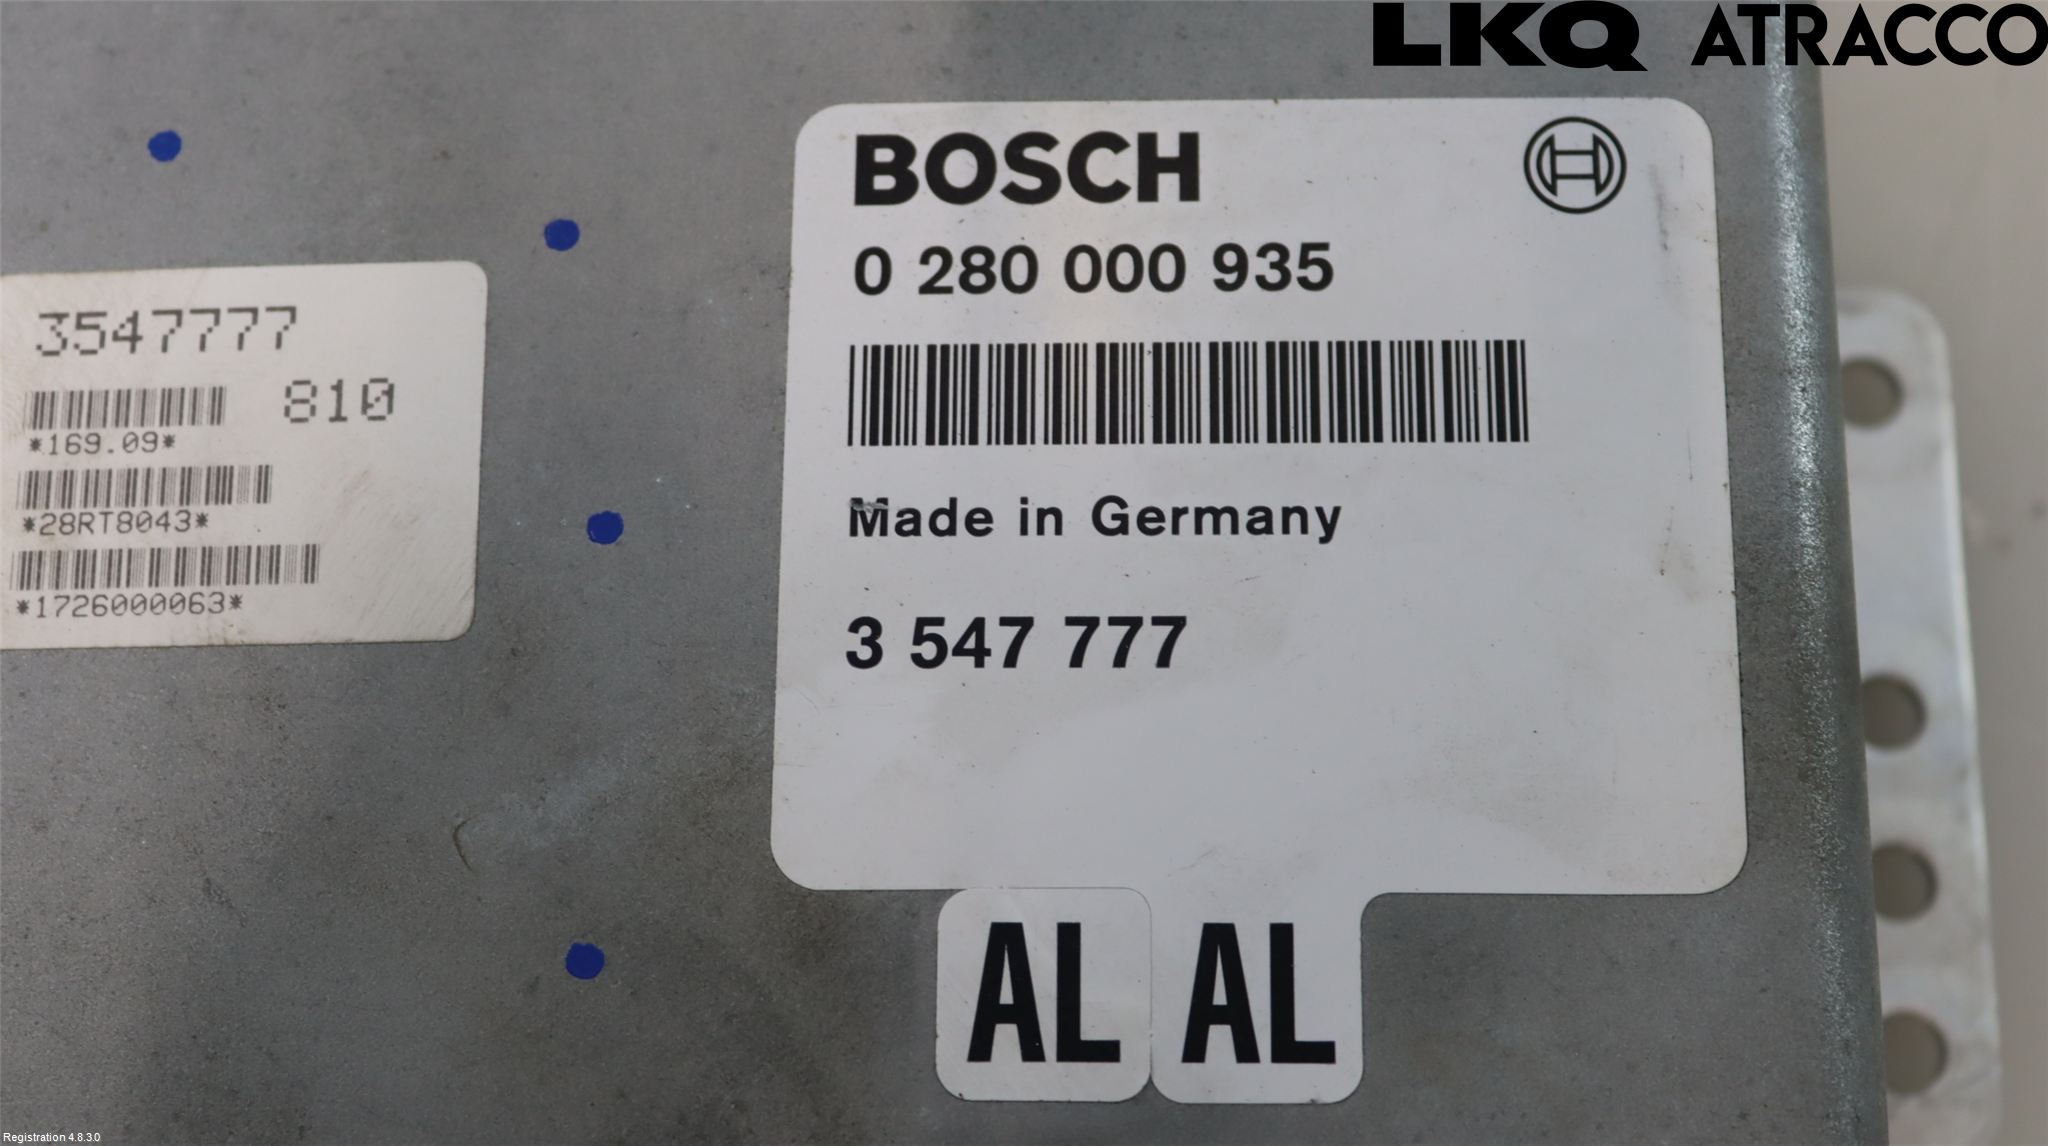 LKQ ATRACCO
BOSCH
0 280 000 935
Made in Germany
3 547 777
AL AL
3547777
810
*169.09*
*28RT8043*
*1726000063*
Registration 4.8.3.0